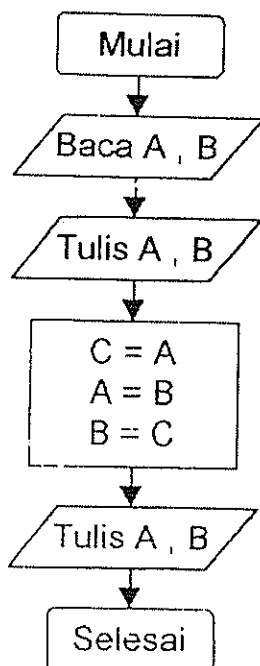 Mulai
Baca A , B
Tulis A , B
C = A
A = B
B = C
Tulis A , B
Selesai